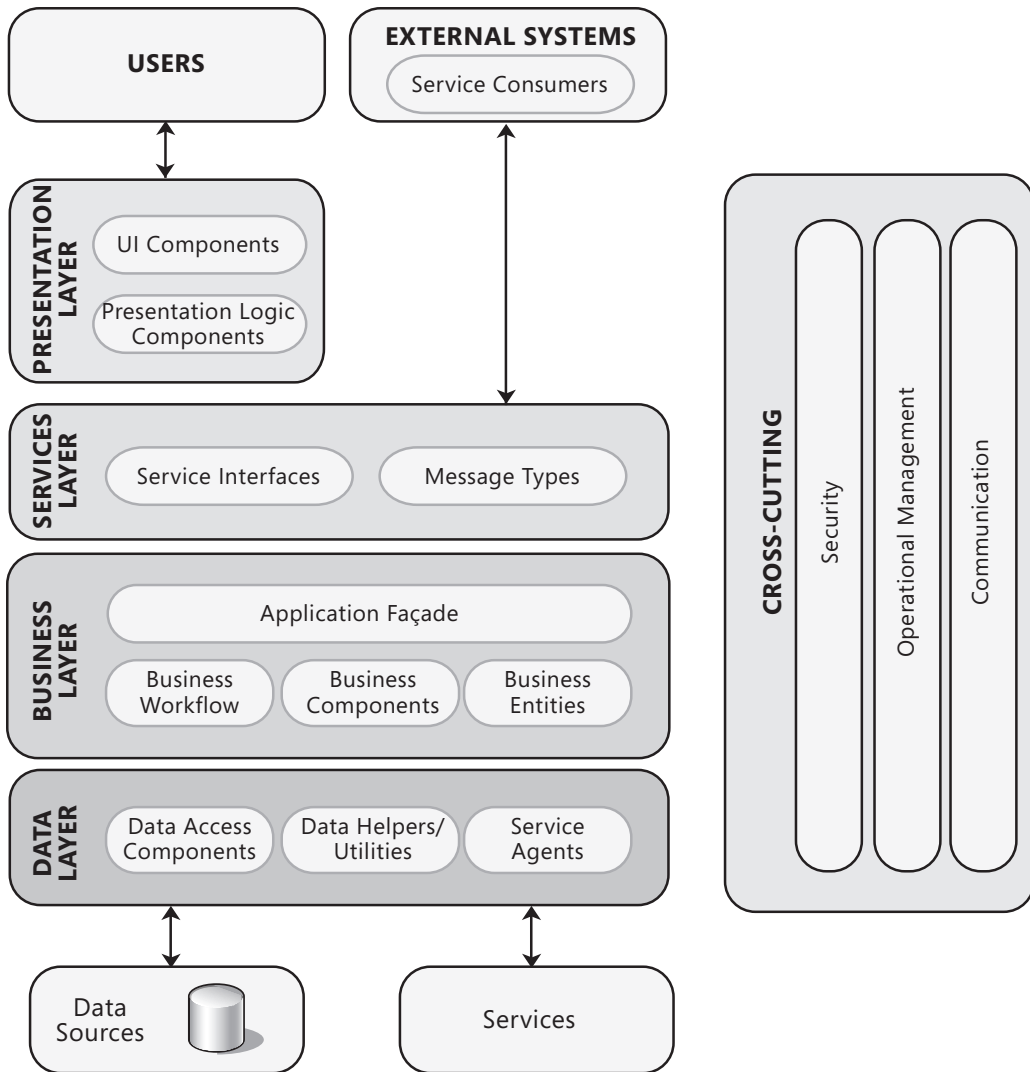 USERS
EXTERNAL SYSTEMS
Service Consumers
PRESENTATION
LAYER
UI Components
Presentation Logic
Components
SERVICES
LAYER
Service Interfaces
Message Types
BUSINESS
LAYER
Application Façade
Business
Workflow
Business
Components
Business
Entities
DATA
LAYER
Data Access
Components
Data Helpers/
Utilities
Service
Agents
Data
Sources
Services
CROSS-CUTTING
Security
Operational Management
Communication